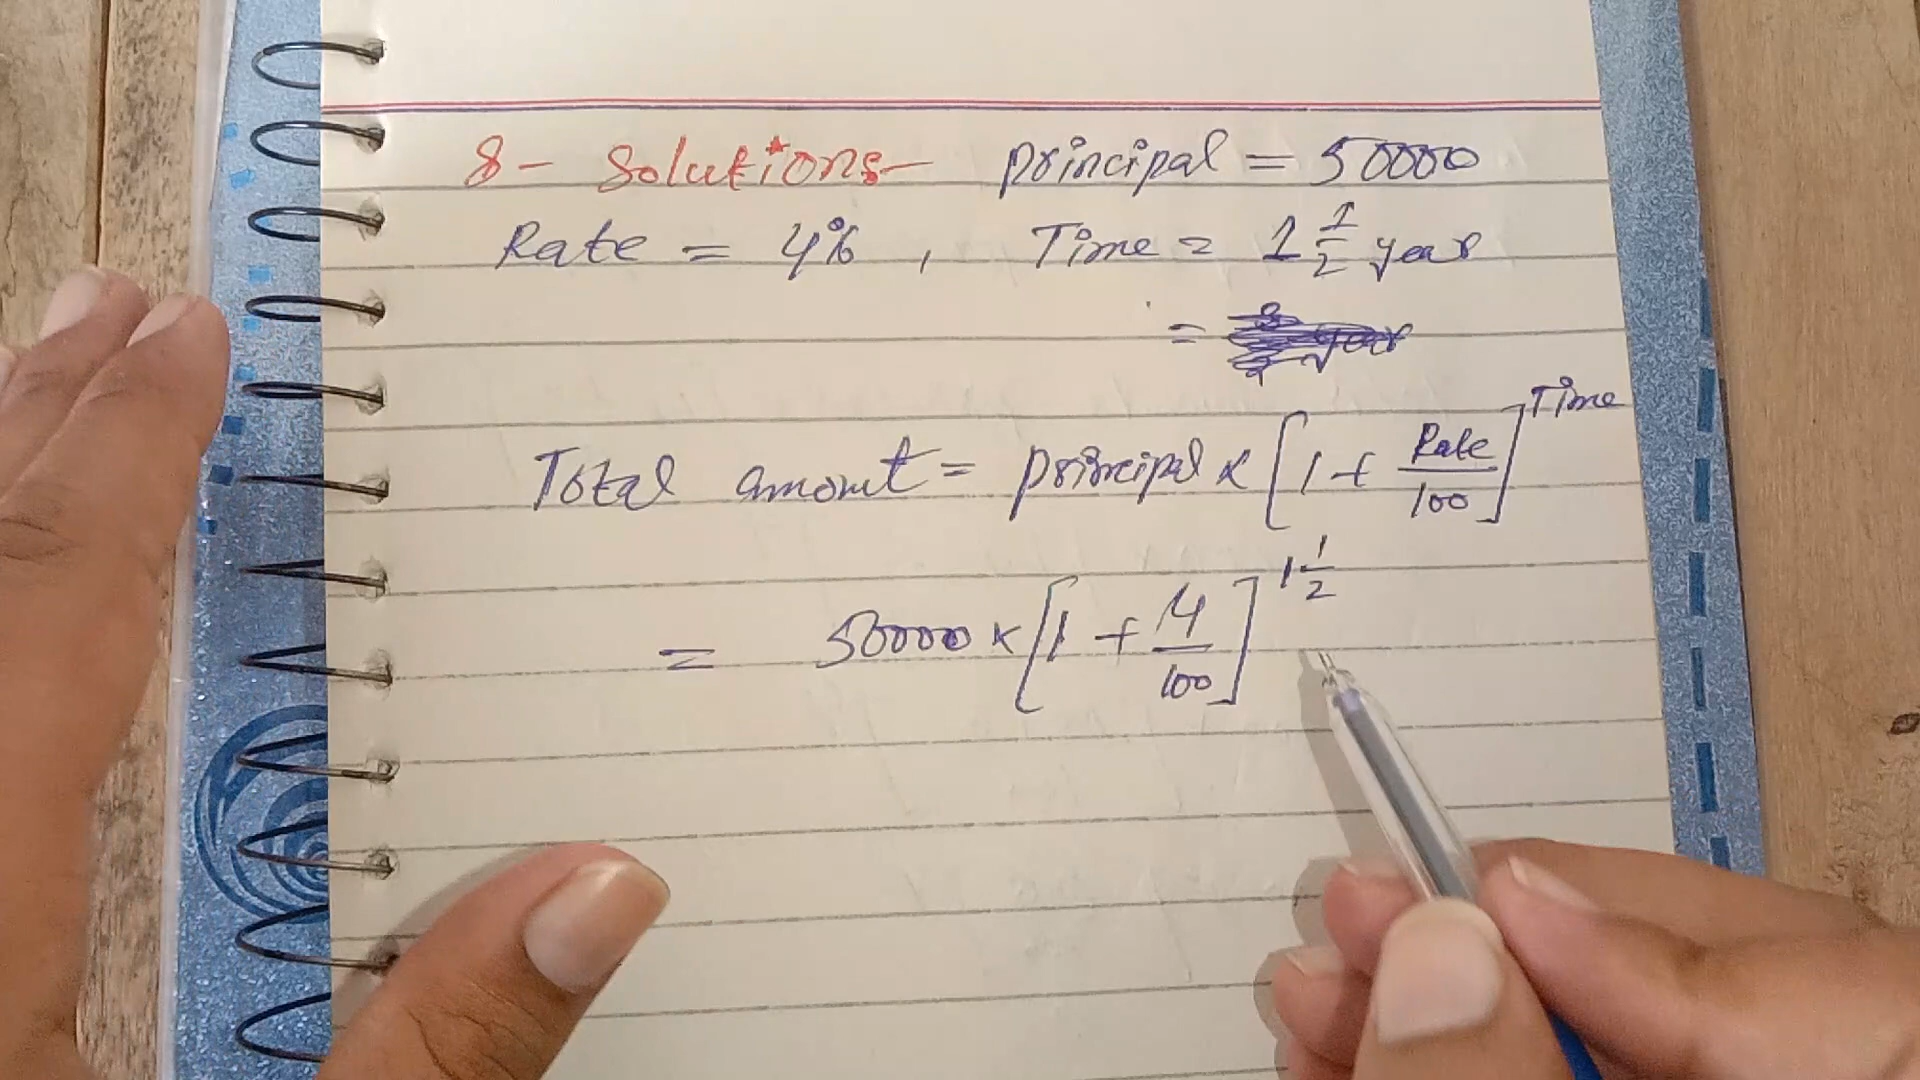 8- Solutions- principal = 50000
Rate = 4% , Time = 1 1/2 year
=
Total amount = principal × [1 + Rate/100]^Time
= 50000 × [1 + 4/100]^1 1/2